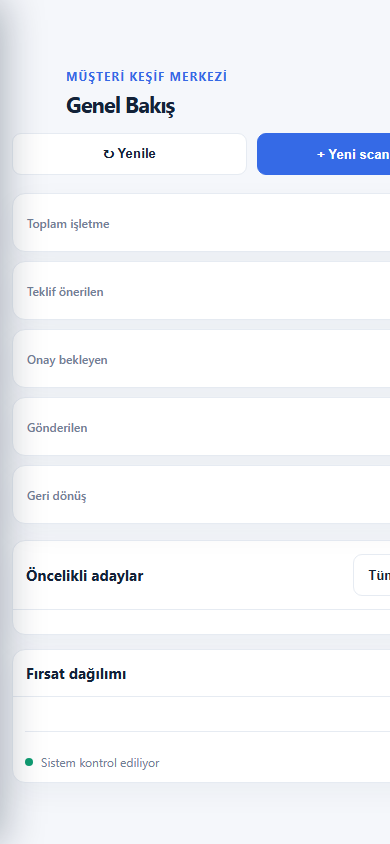 MÜŞTERİ KEŞİF MERKEZİ
Genel Bakış
↻ Yenile
+ Yeni scan
Toplam işletme
Teklif önerilen
Onay bekleyen
Gönderilen
Geri dönüş
Öncelikli adaylar
Tün
Fırsat dağılımı
Sistem kontrol ediliyor